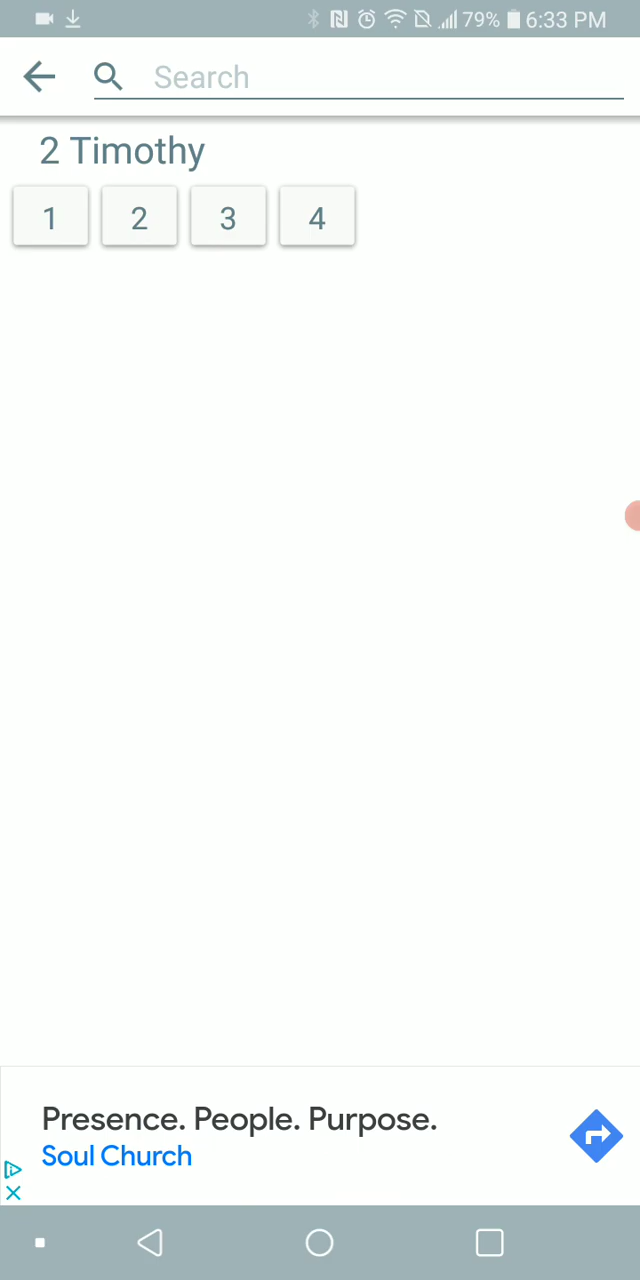 79% 6:33 PM
Search
2 Timothy
1 2 3 4
Presence. People. Purpose.
Soul Church